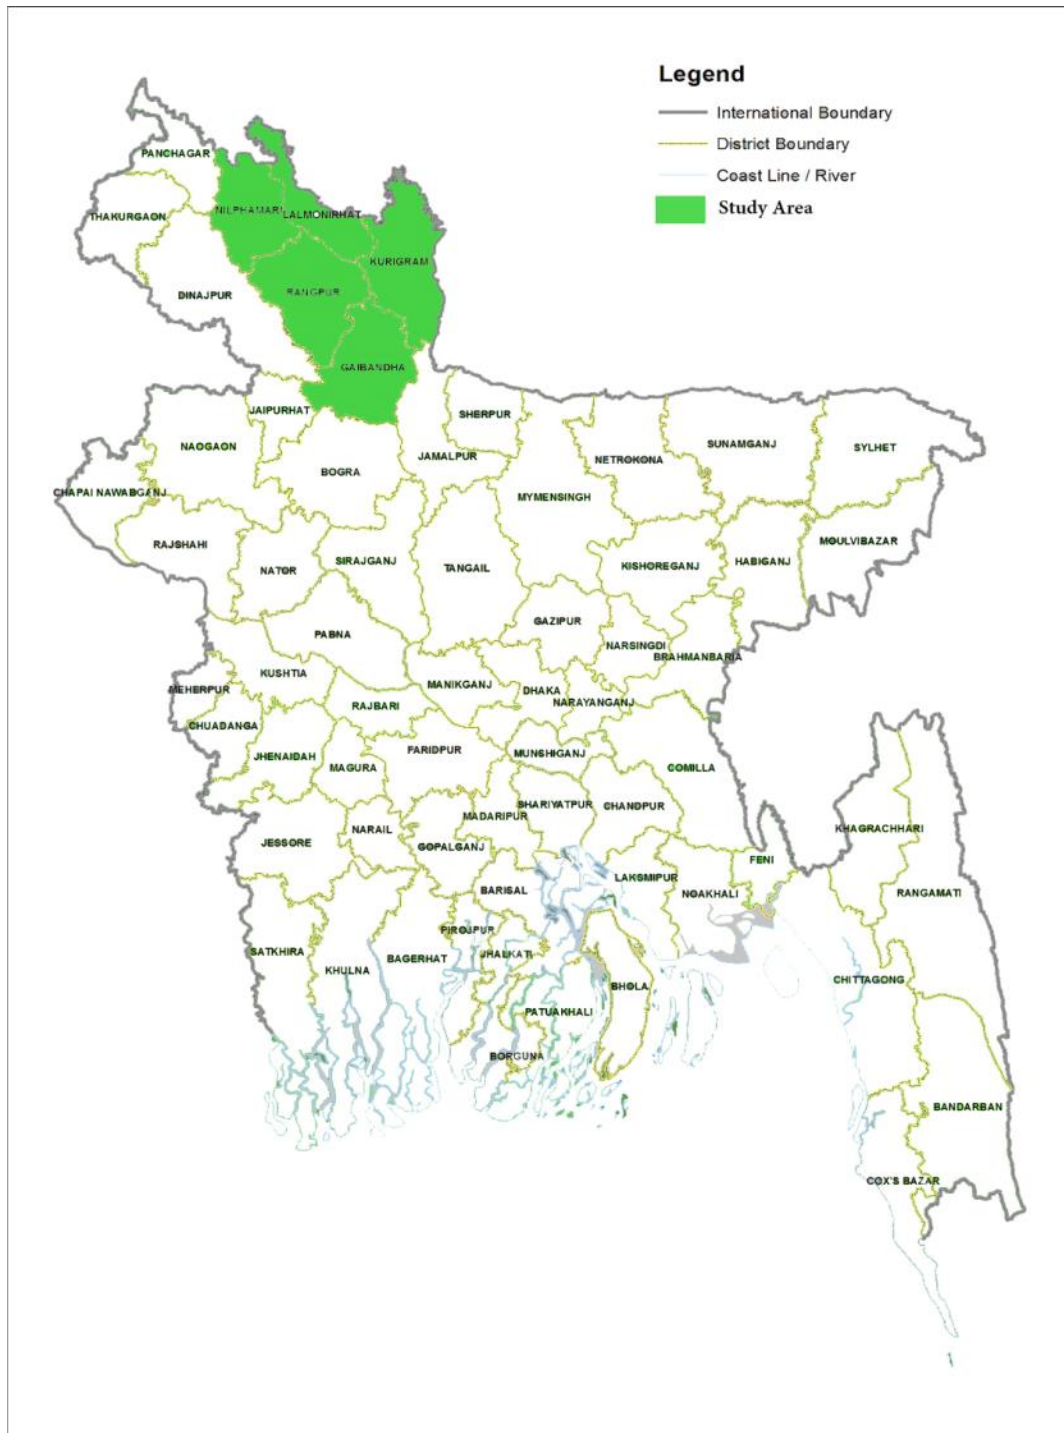 Legend
International Boundary
District Boundary
Coast Line / River
Study Area
PANCHAGAR
THAKURGAON
NILPHAMARI
LALMONIRHAT
KURIGRAM
DINAJPUR
RANGPUR
GAIBANDHA
JAIPURHAT
SHERPUR
NAOGAON
BOGRA
JAMALPUR
NETROKONA
SUNAMGANJ
SYLHET
CHAPAI NAWABGANJ
MYMENSINGH
RAJSHAHI
NATOR
SIRAJGANJ
TANGAIL
KISHOREGANJ
HABIGANJ
MOULVIBAZAR
PABNA
GAZIPUR
NARSINGDI
BRAHMANBARIA
KUSHTIA
MEHERPUR
MANIKGANJ
DHAKA
NARAYANGANJ
RAJBARI
CHUADANGA
JHENAIDAH
MAGURA
FARIDPUR
MUNSHIGANJ
COMILLA
SHARIYATPUR
CHANDPUR
MADARIPUR
JESSORE
NARAIL
GOPALGANJ
KHAGRACHHARI
FENI
LAKSMIPUR
NOAKHALI
RANGAMATI
BARISAL
PIROJPUR
SATKHIRA
KHULNA
BAGERHAT
JHALKATI
BHOLA
CHITTAGONG
PATUAKHALI
BORGUNA
BANDARBAN
COX'S BAZAR